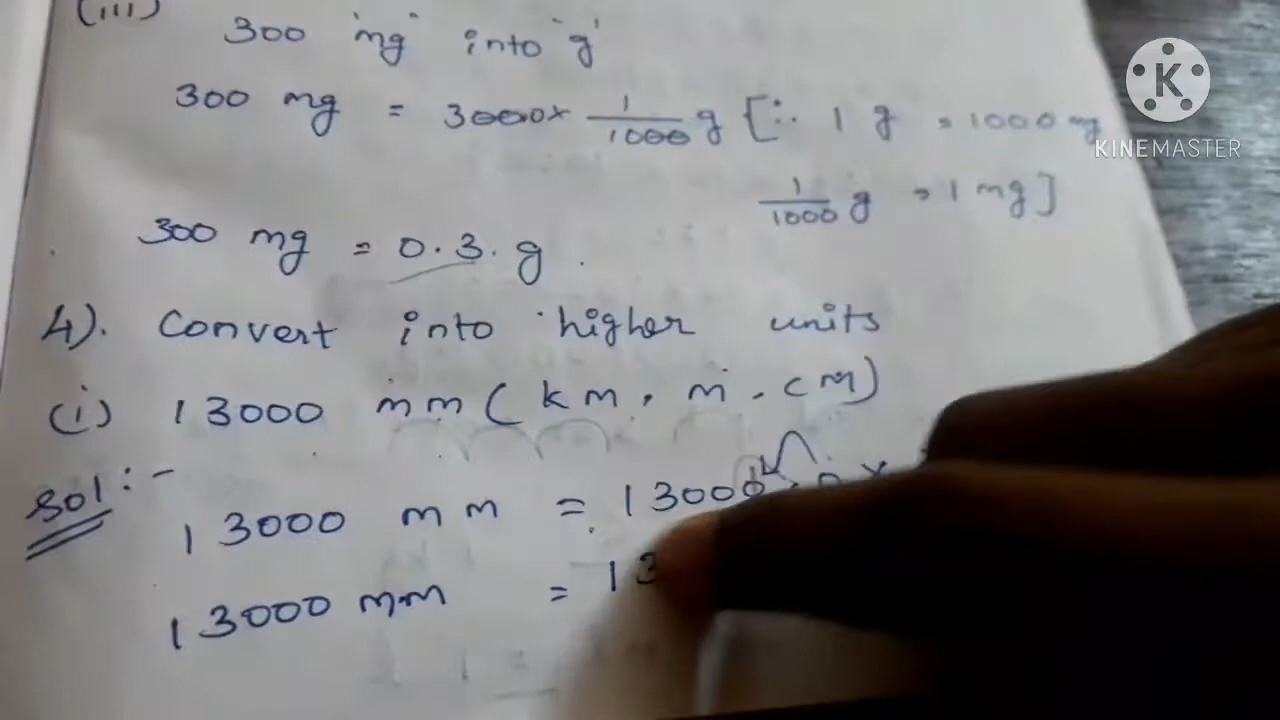 (iii) 300 "mg" into "g"
300 mg = 3000× 1/1000 g [∵ 1 g = 1000 mg
1/1000 g = 1 mg]
300 mg = 0.3. g.
4). Convert into higher units
(i) 13000 mm (km, m, cm)
Sol:-
13000 mm = 13000.0 ×
13000 mm = 13
K
KINEMASTER